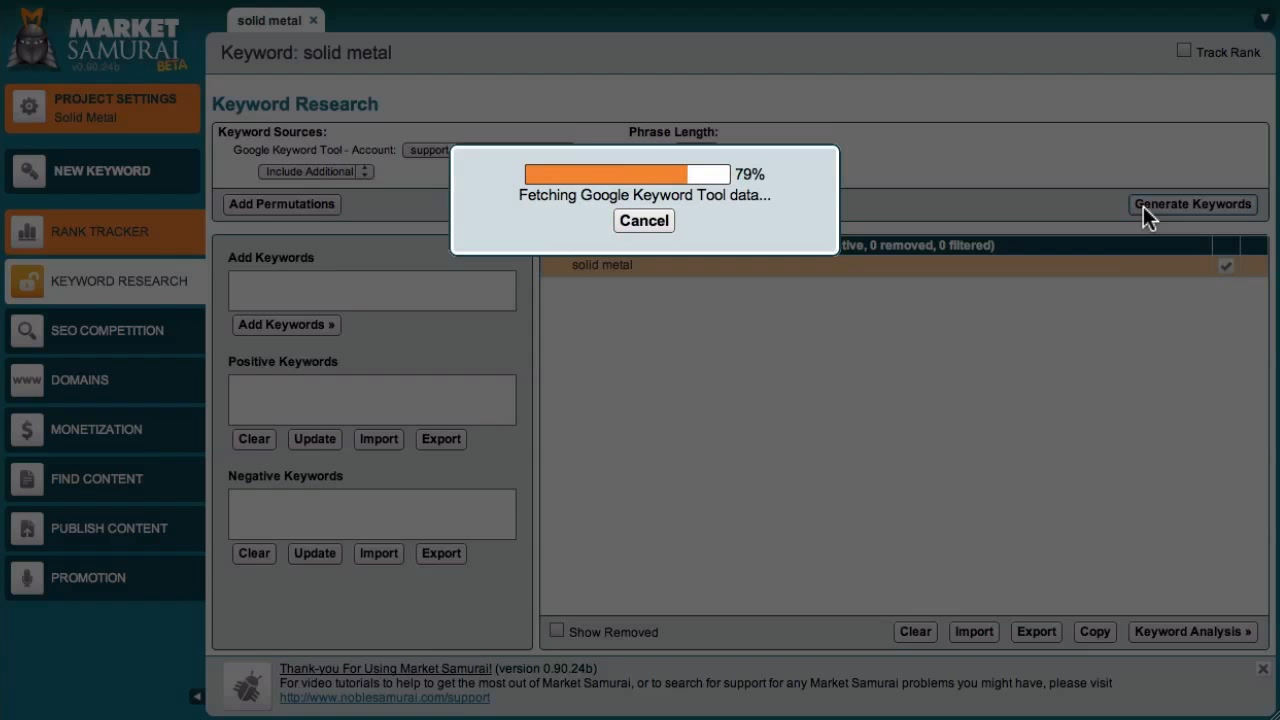 MARKET
SAMURAI
v0.90.24b BETA
PROJECT SETTINGS
Solid Metal
NEW KEYWORD
RANK TRACKER
KEYWORD RESEARCH
SEO COMPETITION
www DOMAINS
$ MONETIZATION
FIND CONTENT
PUBLISH CONTENT
PROMOTION
solid metal
Keyword: solid metal
Track Rank
Keyword Research
Keyword Sources:
Phrase Length:
Google Keyword Tool - Account: support
Include Additional
79%
Fetching Google Keyword Tool data...
Cancel
Add Permutations
Generate Keywords
Add Keywords
Add Keywords »
Positive Keywords
Clear Update Import Export
Negative Keywords
Clear Update Import Export
tive, 0 removed, 0 filtered)
solid metal
Show Removed
Clear Import Export Copy Keyword Analysis »
Thank-you For Using Market Samurai! (version 0.90.24b)
For video tutorials to help to get the most out of Market Samurai, or to search for support for any Market Samurai problems you might have, please visit
http://www.noblesamurai.com/support